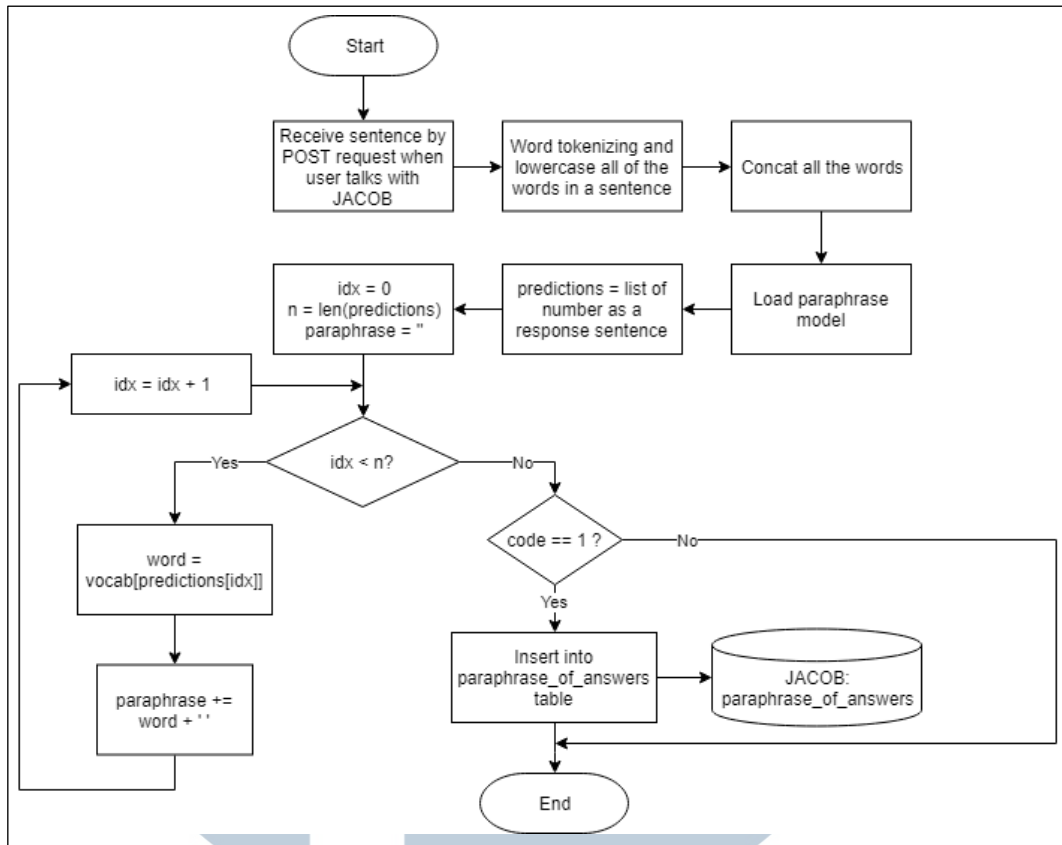 Start
Receive sentence by
POST request when
user talks with
JACOB
Word tokenizing and
lowercase all of the
words in a sentence
Concat all the words
Load paraphrase
model
predictions = list of
number as a
response sentence
idx = 0
n = len(predictions)
paraphrase = ''
idx = idx + 1
idx < n?
Yes
No
word =
vocab[predictions[idx]]
paraphrase +=
word + ' '
code == 1 ?
No
Yes
Insert into
paraphrase_of_answers
table
JACOB:
paraphrase_of_answers
End